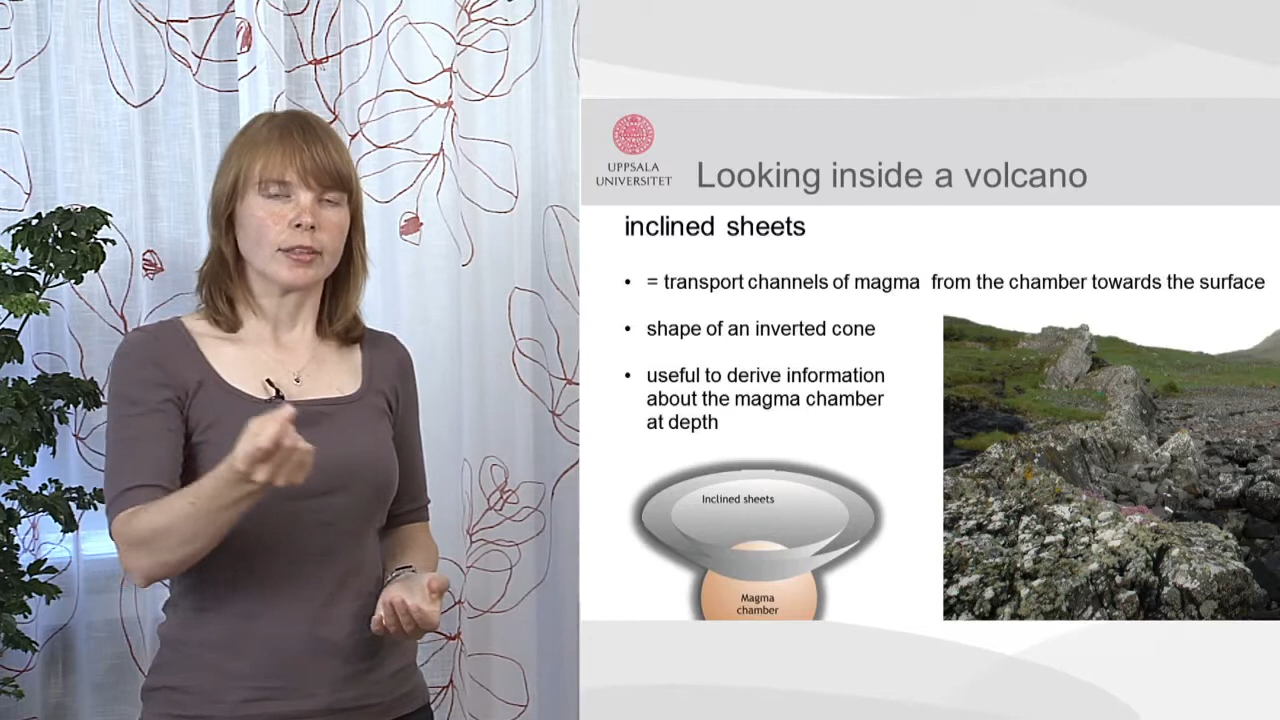 UPPSALA
UNIVERSITET
Looking inside a volcano
inclined sheets
• = transport channels of magma from the chamber towards the surface
• shape of an inverted cone
• useful to derive information
about the magma chamber
at depth
Inclined sheets
Magma
chamber